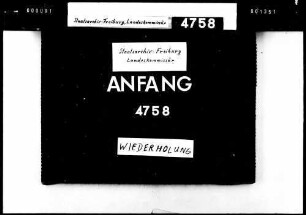 Staatsarchiv-Freiburg, Landeskommissär 4758
Staatsarchiv-Freiburg
Landeskommissär
ANFANG
4758
WIEDERHOLUNG